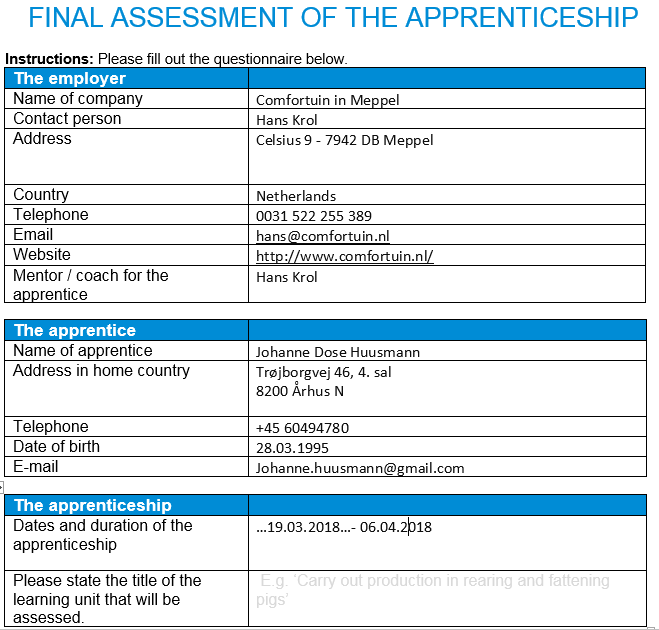 FINAL ASSESSMENT OF THE APPRENTICESHIP
Instructions: Please fill out the questionnaire below.
The employer
Name of company Comfortuin in Meppel
Contact person Hans Krol
Address Celsius 9 - 7942 DB Meppel
Country Netherlands
Telephone 0031 522 255 389
Email hans@comfortuin.nl
Website http://www.comfortuin.nl/
Mentor / coach for the Hans Krol
apprentice
The apprentice
Name of apprentice Johanne Dose Huusmann
Address in home country Trøjborgvej 46, 4. sal
8200 Århus N
Telephone +45 60494780
Date of birth 28.03.1995
E-mail Johanne.huusmann@gmail.com
The apprenticeship
Dates and duration of the …19.03.2018…- 06.04.2018
apprenticeship
Please state the title of the E.g. 'Carry out production in rearing and fattening
learning unit that will be pigs'
assessed.